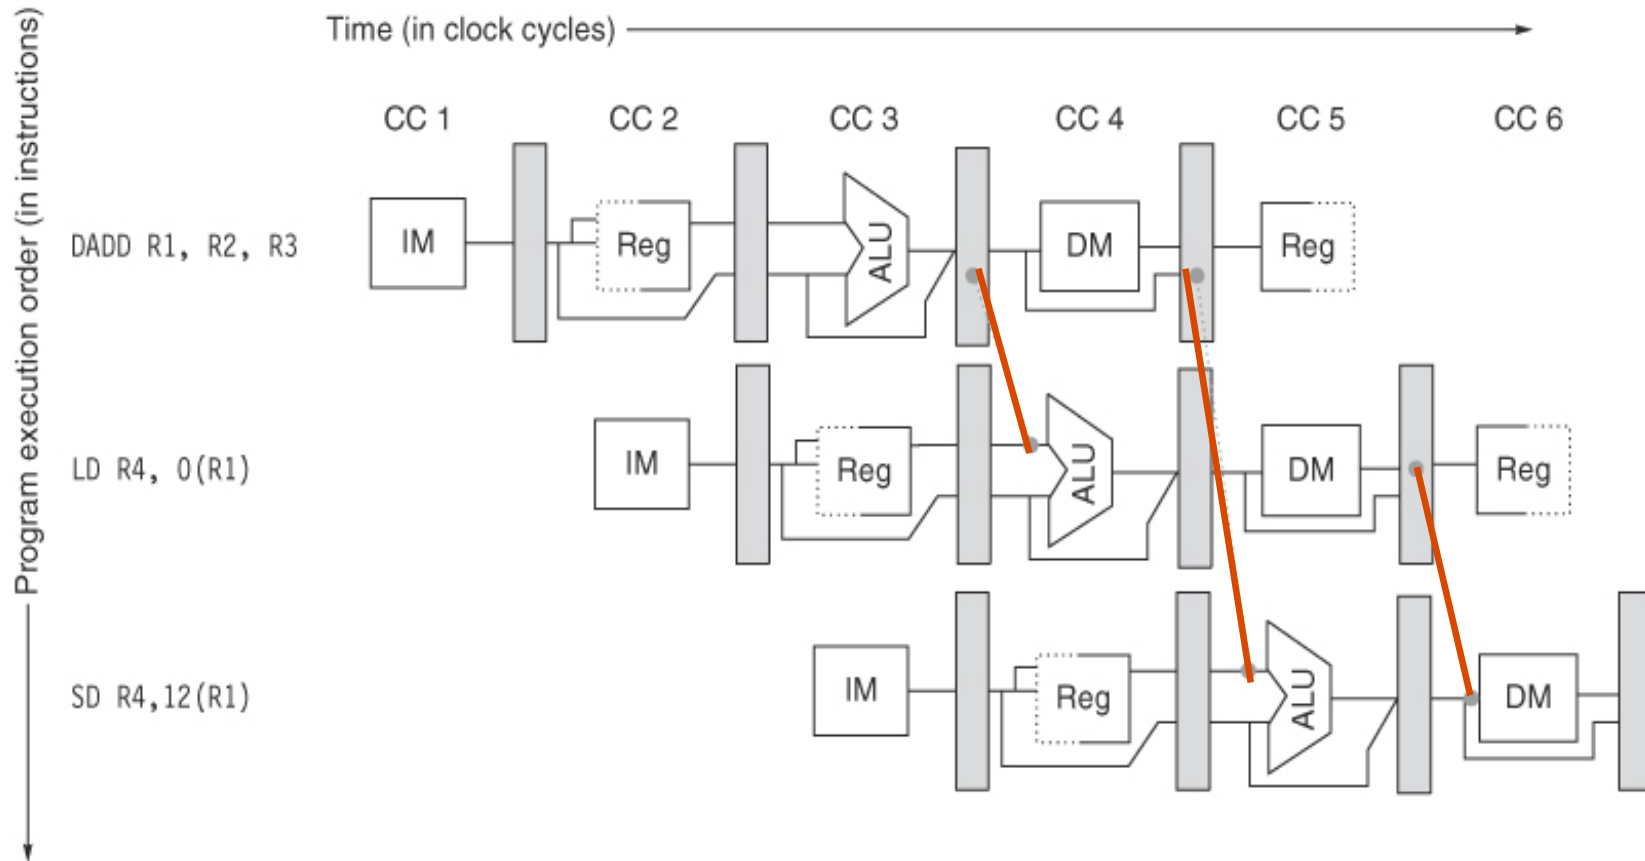 Time (in clock cycles)
Program execution order (in instructions)
CC 1 CC 2 CC 3 CC 4 CC 5 CC 6
DADD R1, R2, R3 IM Reg ALU DM Reg
LD R4, 0(R1) IM Reg ALU DM Reg
SD R4,12(R1) IM Reg ALU DM